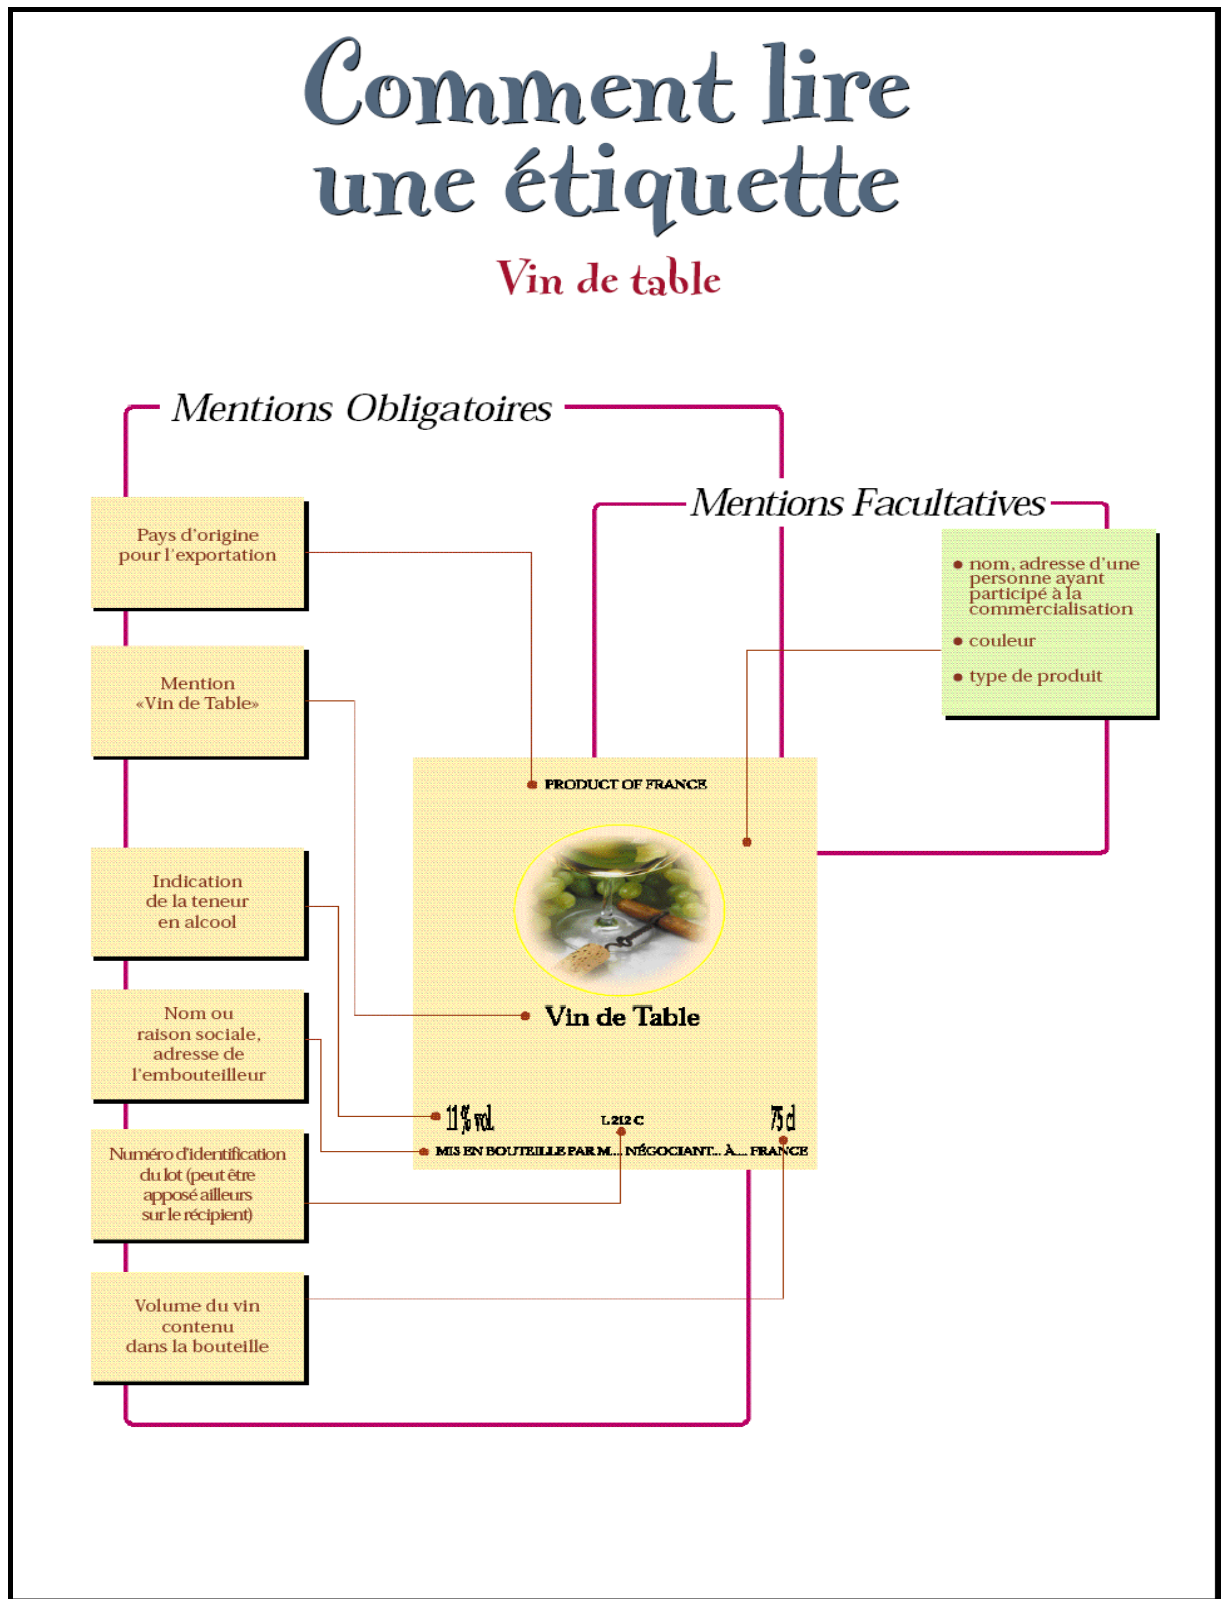 Comment lire
une étiquette
Vin de table
Mentions Obligatoires
Pays d'origine
pour l'exportation
Mention
«Vin de Table»
Indication
de la teneur
en alcool
Nom ou
raison sociale,
adresse de
l'embouteilleur
Numéro d'identification
du lot (peut être
apposé ailleurs
sur le récipient)
Volume du vin
contenu
dans la bouteille
Mentions Facultatives
• nom, adresse d'une
personne ayant
participé à la
commercialisation
• couleur
• type de produit
PRODUCT OF FRANCE
Vin de Table
11 % vol.
L 212 C
75 cl
MIS EN BOUTEILLE PAR M... NÉGOCIANT... À... FRANCE